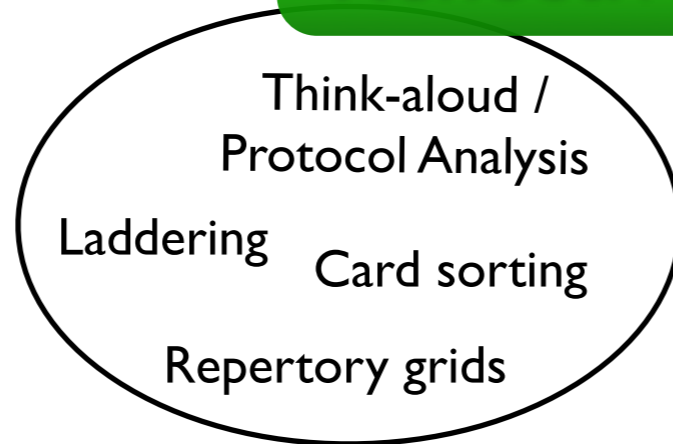 Think-aloud /
Protocol Analysis
Laddering
Card sorting
Repertory grids